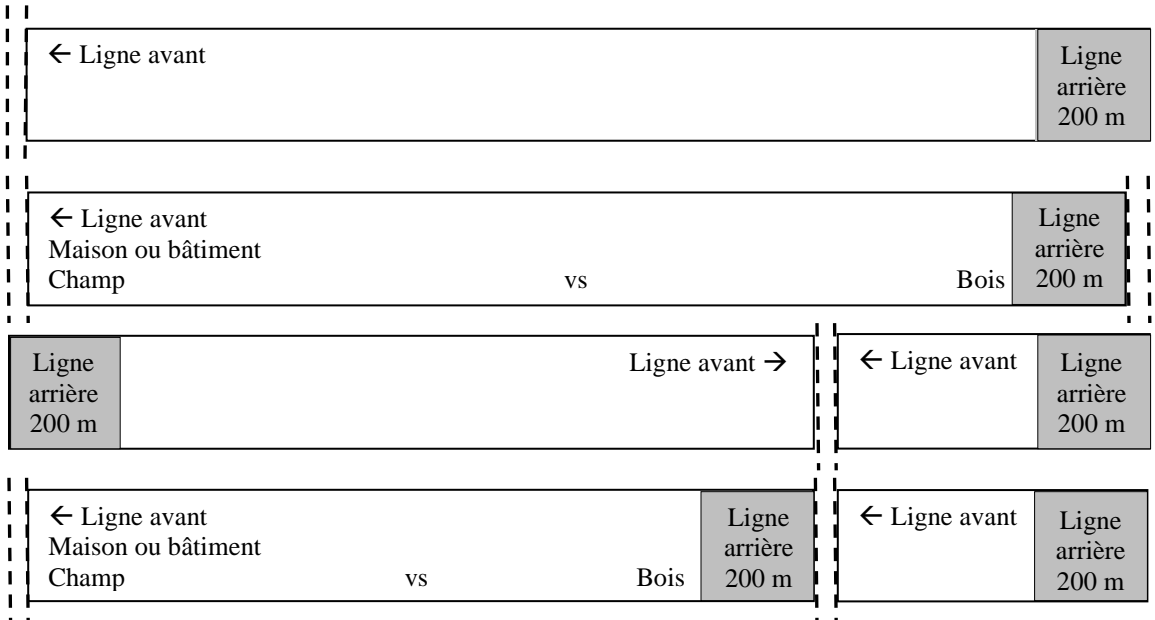 ← Ligne avant
Ligne
arrière
200 m
← Ligne avant
Maison ou bâtiment
Champ vs Bois
Ligne
arrière
200 m
Ligne
arrière
200 m
Ligne avant →
← Ligne avant
Ligne
arrière
200 m
← Ligne avant
Maison ou bâtiment
Champ vs Bois
Ligne
arrière
200 m
← Ligne avant
Ligne
arrière
200 m